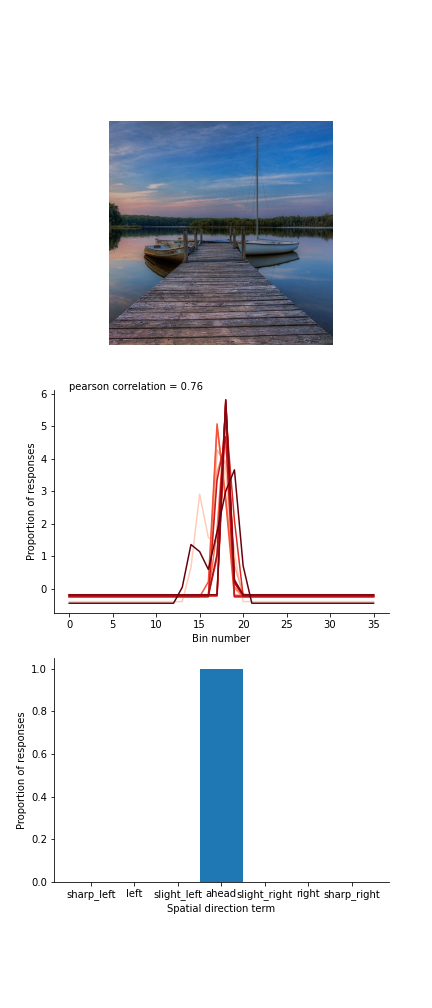 pearson correlation = 0.76
6
5
4
3
2
1
0
Proportion of responses
0 5 10 15 20 25 30 35
Bin number
1.0
0.8
0.6
0.4
0.2
0.0
Proportion of responses
sharp_left left slight_left ahead slight_right right sharp_right
Spatial direction term